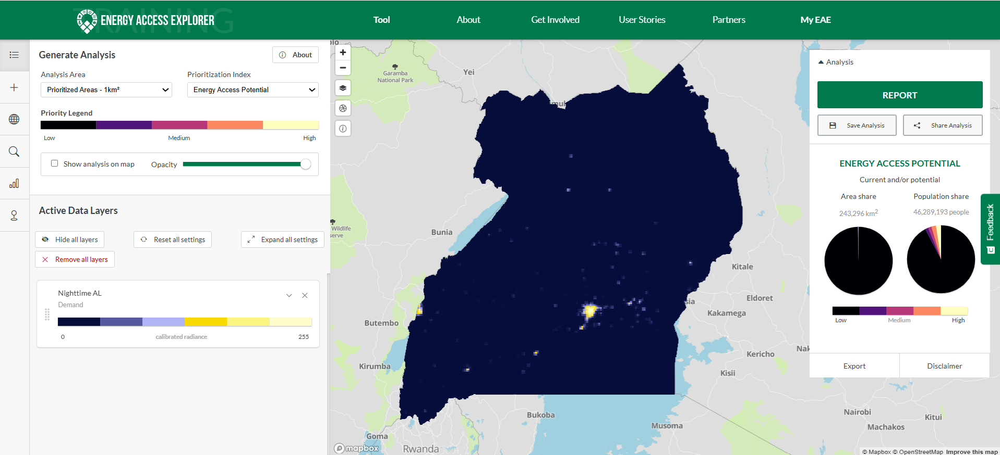 TRAINING
ENERGY ACCESS EXPLORER
Tool
About
Get Involved
User Stories
Partners
My EAE
Generate Analysis
About
Analysis Area
Prioritization Index
Prioritized Areas - 1km²
Energy Access Potential
Priority Legend
Low
Medium
High
Show analysis on map
Opacity
Active Data Layers
Hide all layers
Reset all settings
Expand all settings
Remove all layers
Nighttime AL
Demand
0
calibrated radiance
255
Garamba
National Park
Yei
Bunia
Wildlife
Butembo
Kirumba
Goma
Rwanda
Bukoba
Musoma
Kitale
Eldoret
Kakamega
Kericho
Kisii
Nairobi
Kitui
Machakos
mapbox
Analysis
REPORT
Save Analysis
Share Analysis
ENERGY ACCESS POTENTIAL
Current and/or potential
Area share
Population share
243,296 km²
46,289,193 people
Low
Medium
High
Export
Disclaimer
Feedback
© Mapbox © OpenStreetMap Improve this map